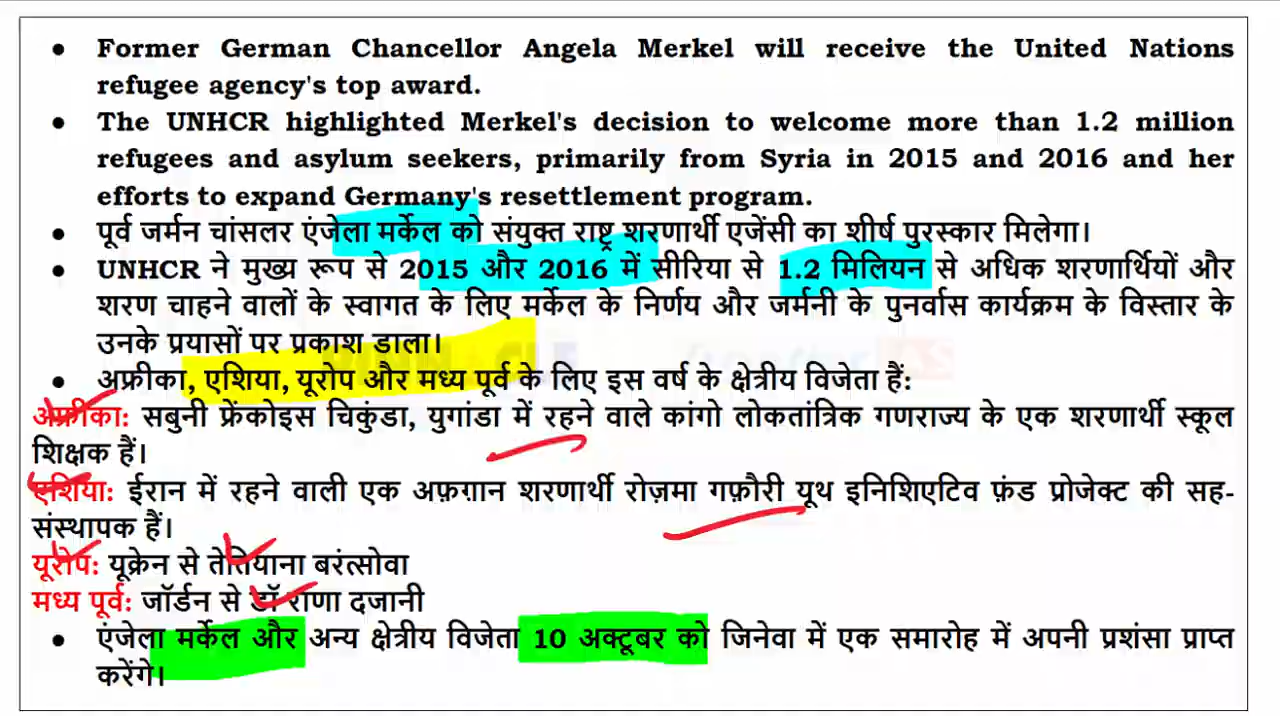 • Former German Chancellor Angela Merkel will receive the United Nations
refugee agency's top award.
• The UNHCR highlighted Merkel's decision to welcome more than 1.2 million
refugees and asylum seekers, primarily from Syria in 2015 and 2016 and her
efforts to expand Germany's resettlement program.
• पूर्व जर्मन चांसलर एंजेला मर्केल को संयुक्त राष्ट्र शरणार्थी एजेंसी का शीर्ष पुरस्कार मिलेगा।
• UNHCR ने मुख्य रूप से 2015 और 2016 में सीरिया से 1.2 मिलियन से अधिक शरणार्थियों और
शरण चाहने वालों के स्वागत के लिए मर्केल के निर्णय और जर्मनी के पुनर्वास कार्यक्रम के विस्तार के
उनके प्रयासों पर प्रकाश डाला।
• अफ्रीका, एशिया, यूरोप और मध्य पूर्व के लिए इस वर्ष के क्षेत्रीय विजेता हैं:
अफ्रीका: सबुनी फ्रेंकोइस चिकुंडा, युगांडा में रहने वाले कांगो लोकतांत्रिक गणराज्य के एक शरणार्थी स्कूल
शिक्षक हैं।
एशिया: ईरान में रहने वाली एक अफ़ग़ान शरणार्थी रोज़मा गफ़ौरी यूथ इनिशिएटिव फ़ंड प्रोजेक्ट की सह-
संस्थापक हैं।
यूरोप: यूक्रेन से तेतियाना बरंत्सोवा
मध्य पूर्व: जॉर्डन से डॉ राणा दजानी
• एंजेला मर्केल और अन्य क्षेत्रीय विजेता 10 अक्टूबर को जिनेवा में एक समारोह में अपनी प्रशंसा प्राप्त
करेंगे।